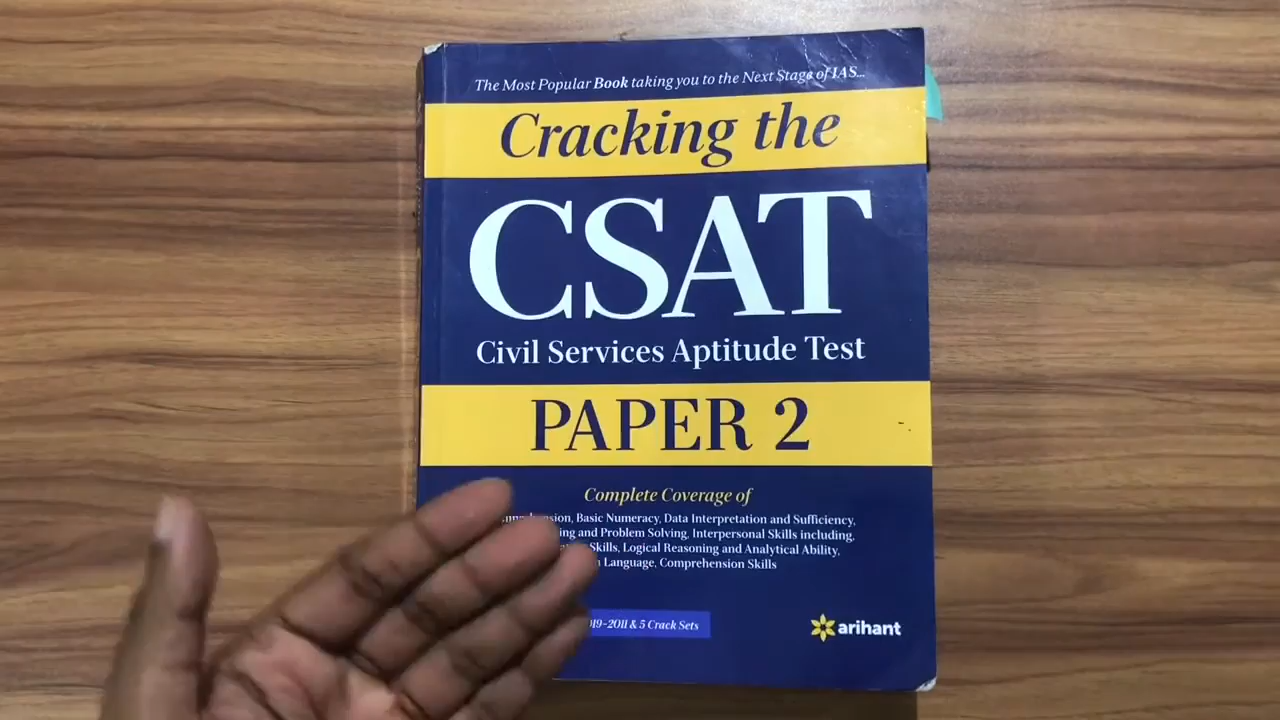 The Most Popular Book taking you to the Next Stage of IAS...
Cracking the
CSAT
Civil Services Aptitude Test
PAPER 2
Complete Coverage of
Basic Numeracy, Data Interpretation and Sufficiency,
and Problem Solving, Interpersonal Skills including,
Skills, Logical Reasoning and Analytical Ability,
Language, Comprehension Skills
2011 & 5 Crack Sets
arihant